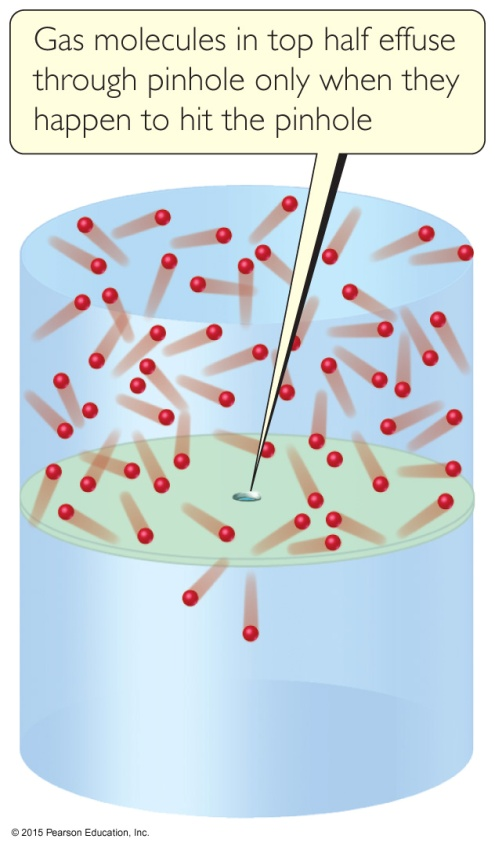 Gas molecules in top half effuse
through pinhole only when they
happen to hit the pinhole
© 2015 Pearson Education, Inc.